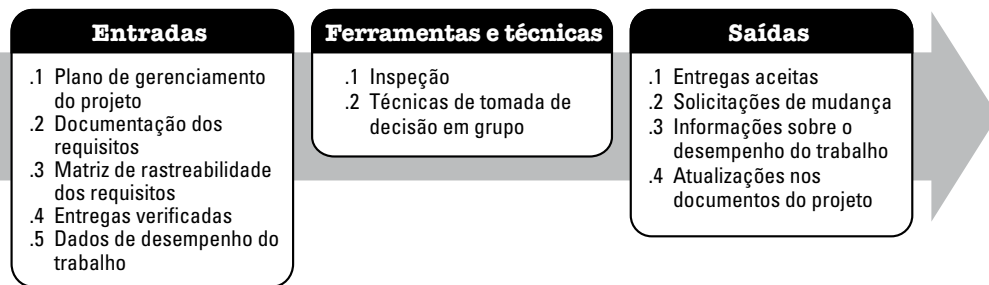 Entradas
.1 Plano de gerenciamento
do projeto
.2 Documentação dos
requisitos
.3 Matriz de rastreabilidade
dos requisitos
.4 Entregas verificadas
.5 Dados de desempenho do
trabalho
Ferramentas e técnicas
.1 Inspeção
.2 Técnicas de tomada de
decisão em grupo
Saídas
.1 Entregas aceitas
.2 Solicitações de mudança
.3 Informações sobre o
desempenho do trabalho
.4 Atualizações nos
documentos do projeto